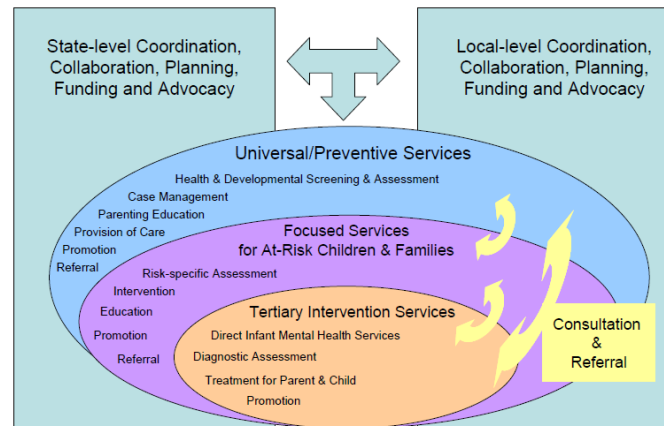 State-level Coordination,
Collaboration, Planning,
Funding and Advocacy
Local-level Coordination,
Collaboration, Planning,
Funding and Advocacy
Universal/Preventive Services
Health & Developmental Screening & Assessment
Case Management
Parenting Education
Provision of Care
Promotion
Referral
Focused Services
for At-Risk Children & Families
Risk-specific Assessment
Intervention
Education
Promotion
Referral
Tertiary Intervention Services
Direct Infant Mental Health Services
Diagnostic Assessment
Treatment for Parent & Child
Promotion
Consultation
&
Referral